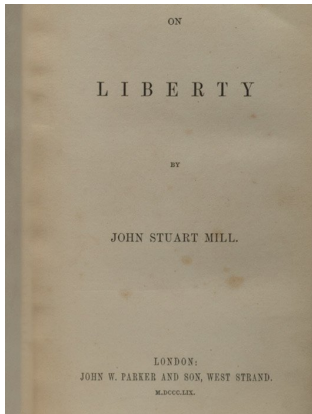 ON
LIBERTY
BY
JOHN STUART MILL.
LONDON:
JOHN W. PARKER AND SON, WEST STRAND.
M.DCCC.LIX.